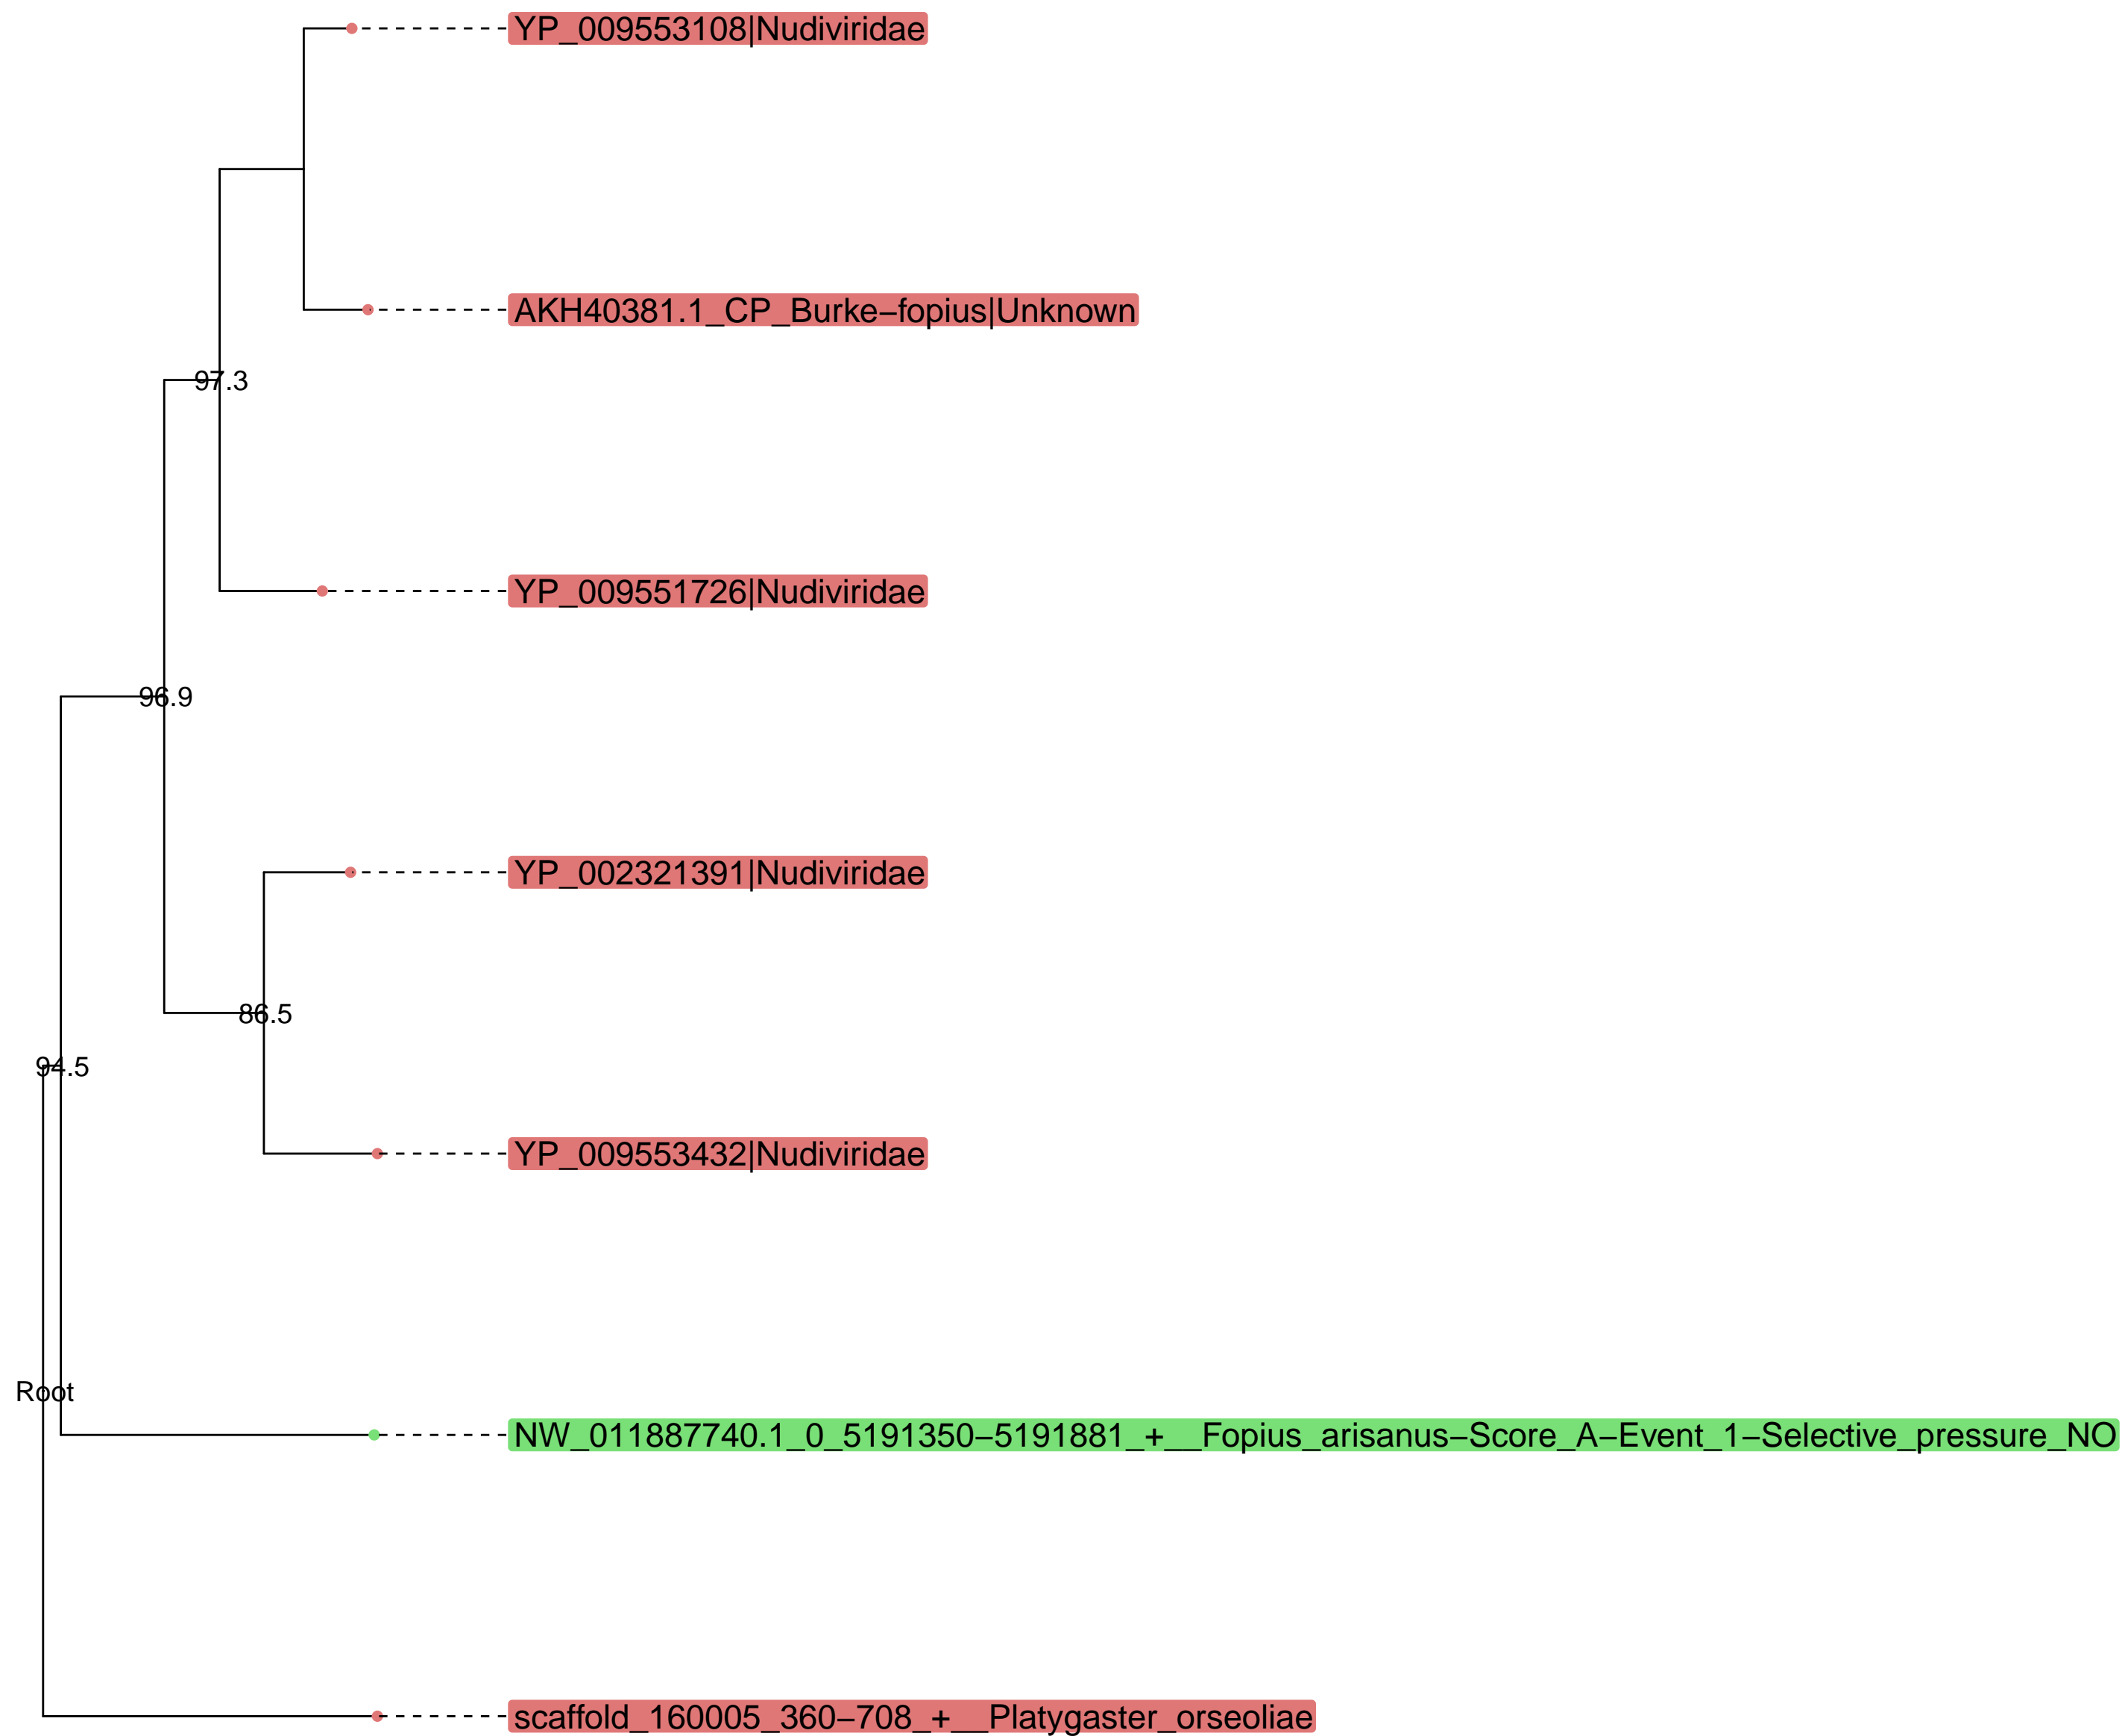 YP_009553108|Nudiviridae
AKH40381.1_CP_Burke−fopius|Unknown
97.3
YP_009551726|Nudiviridae
96.9
YP_002321391|Nudiviridae
86.5
94.5
YP_009553432|Nudiviridae
Root
NW_011887740.1_0_5191350−5191881_+__Fopius_arisanus−Score_A−Event_1−Selective_pressure_NO
scaffold_160005_360−708_+__Platygaster_orseoliae